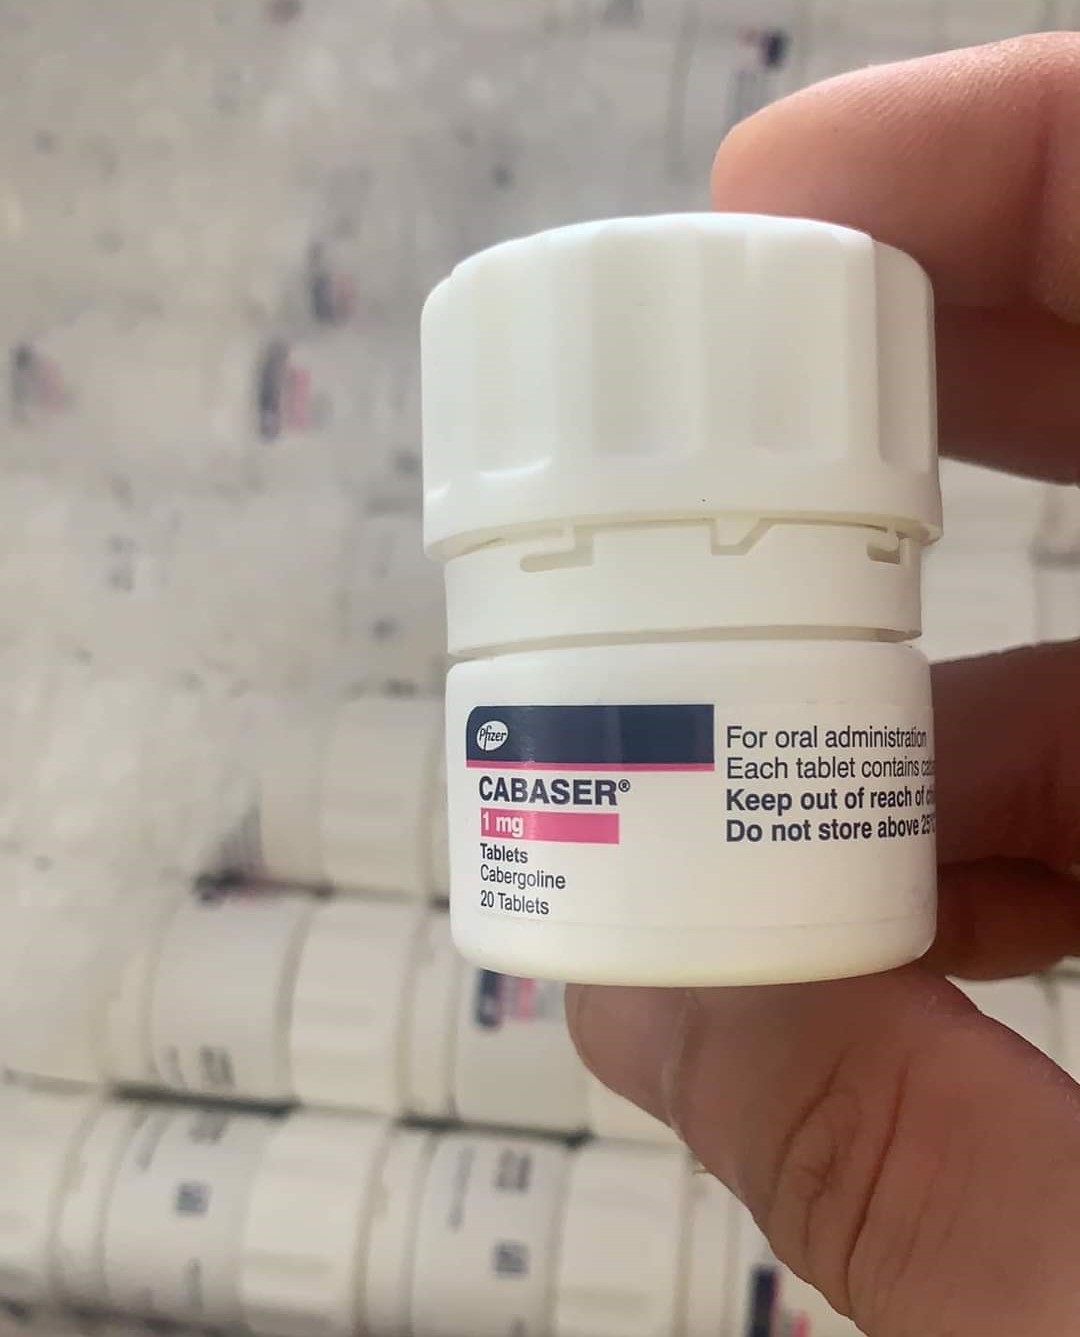 Pfizer
CABASER®
1 mg
Tablets
Cabergoline
20 Tablets
For oral administration
Each tablet contains
Keep out of reach of
Do not store above 25°